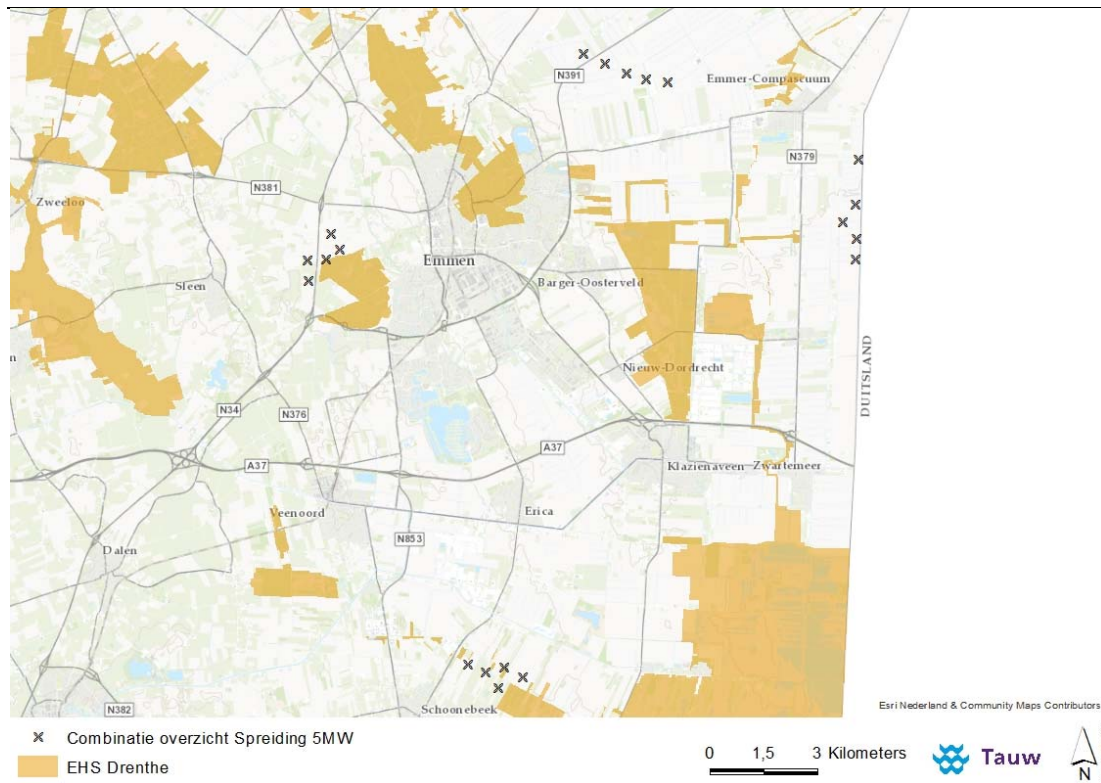 N391
Emmer-Compascuum
N379
N381
Zweeloo
Emmen
Sleen
Barger-Oosterveld
Nieuw-Dordrecht
DUITSLAND
N34
N376
A37
A37
Klazienaveen
Zwartemeer
Veenoord
Erica
N853
Dalen
N382
Schoonebeek
Esri Nederland & Community Maps Contributors
Combinatie overzicht Spreiding 5MW
EHS Drenthe
0 1,5 3 Kilometers
Tauw
N